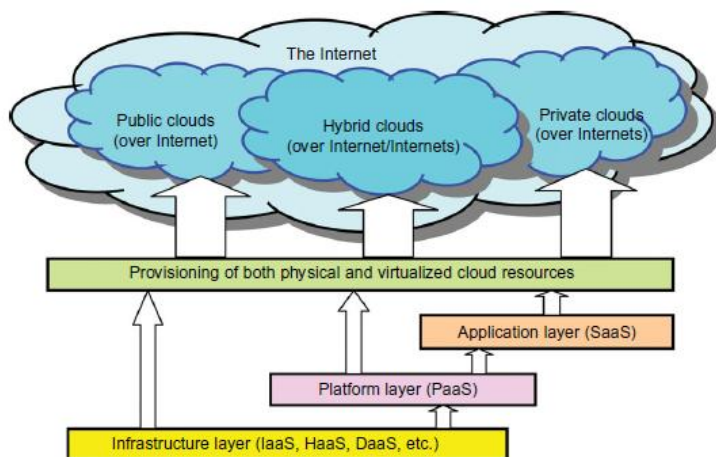 The Internet
Public clouds
(over Internet)
Hybrid clouds
(over Internet/Internets)
Private clouds
(over Internets)
Provisioning of both physical and virtualized cloud resources
Application layer (SaaS)
Platform layer (PaaS)
Infrastructure layer (IaaS, HaaS, DaaS, etc.)